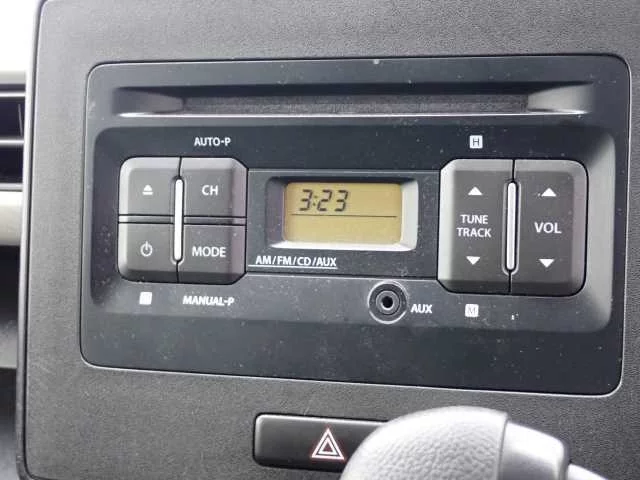 AUTO-P
H
CH
3:23
TUNE
TRACK
VOL
MODE
AM/FM/CD/AUX
MANUAL-P
AUX
M